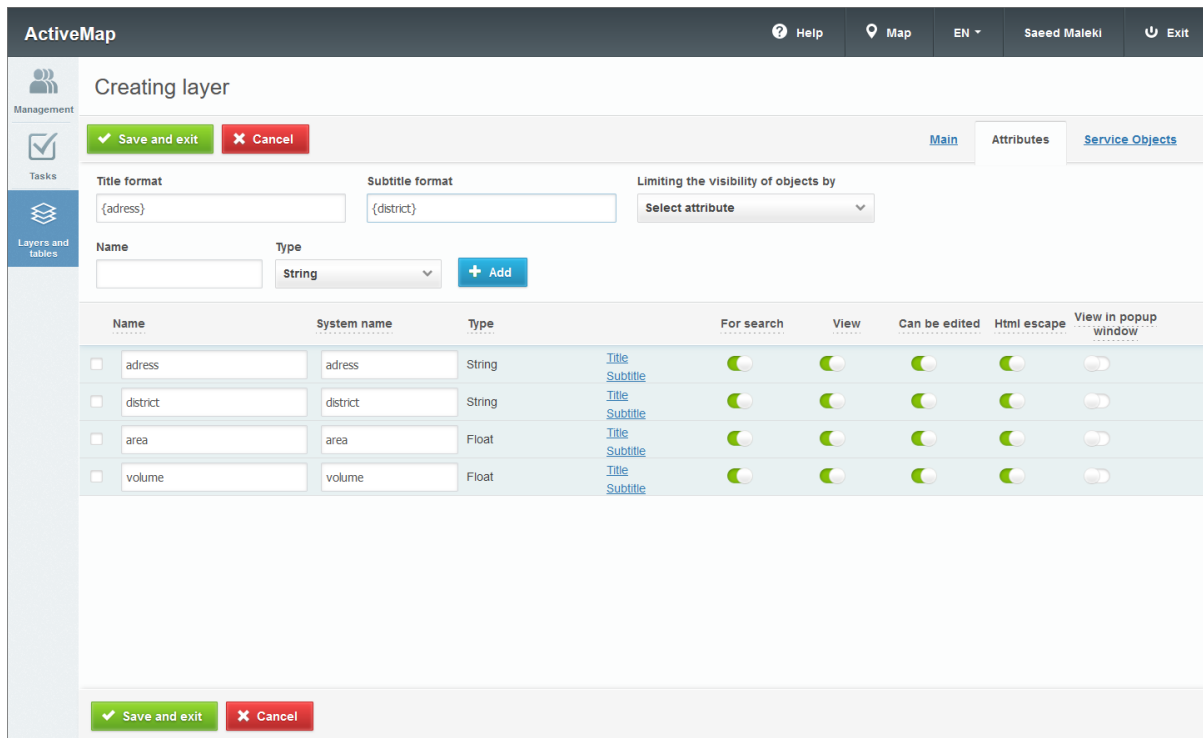 ActiveMap
Help Map EN Saeed Maleki Exit
Management
Tasks
Layers and tables
Creating layer
Save and exit Cancel Main Attributes Service Objects
Title format Subtitle format Limiting the visibility of objects by
{adress} {district} Select attribute
Name Type
String Add
Name System name Type For search View Can be edited Html escape View in popup window
adress adress String Title Subtitle
district district String Title Subtitle
area area Float Title Subtitle
volume volume Float Title Subtitle
Save and exit Cancel